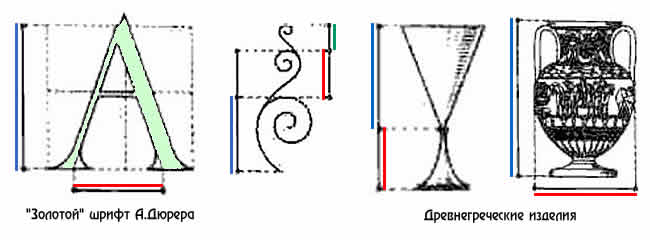 "Золотой" шрифт А.Дюрера
Древнегреческие изделия